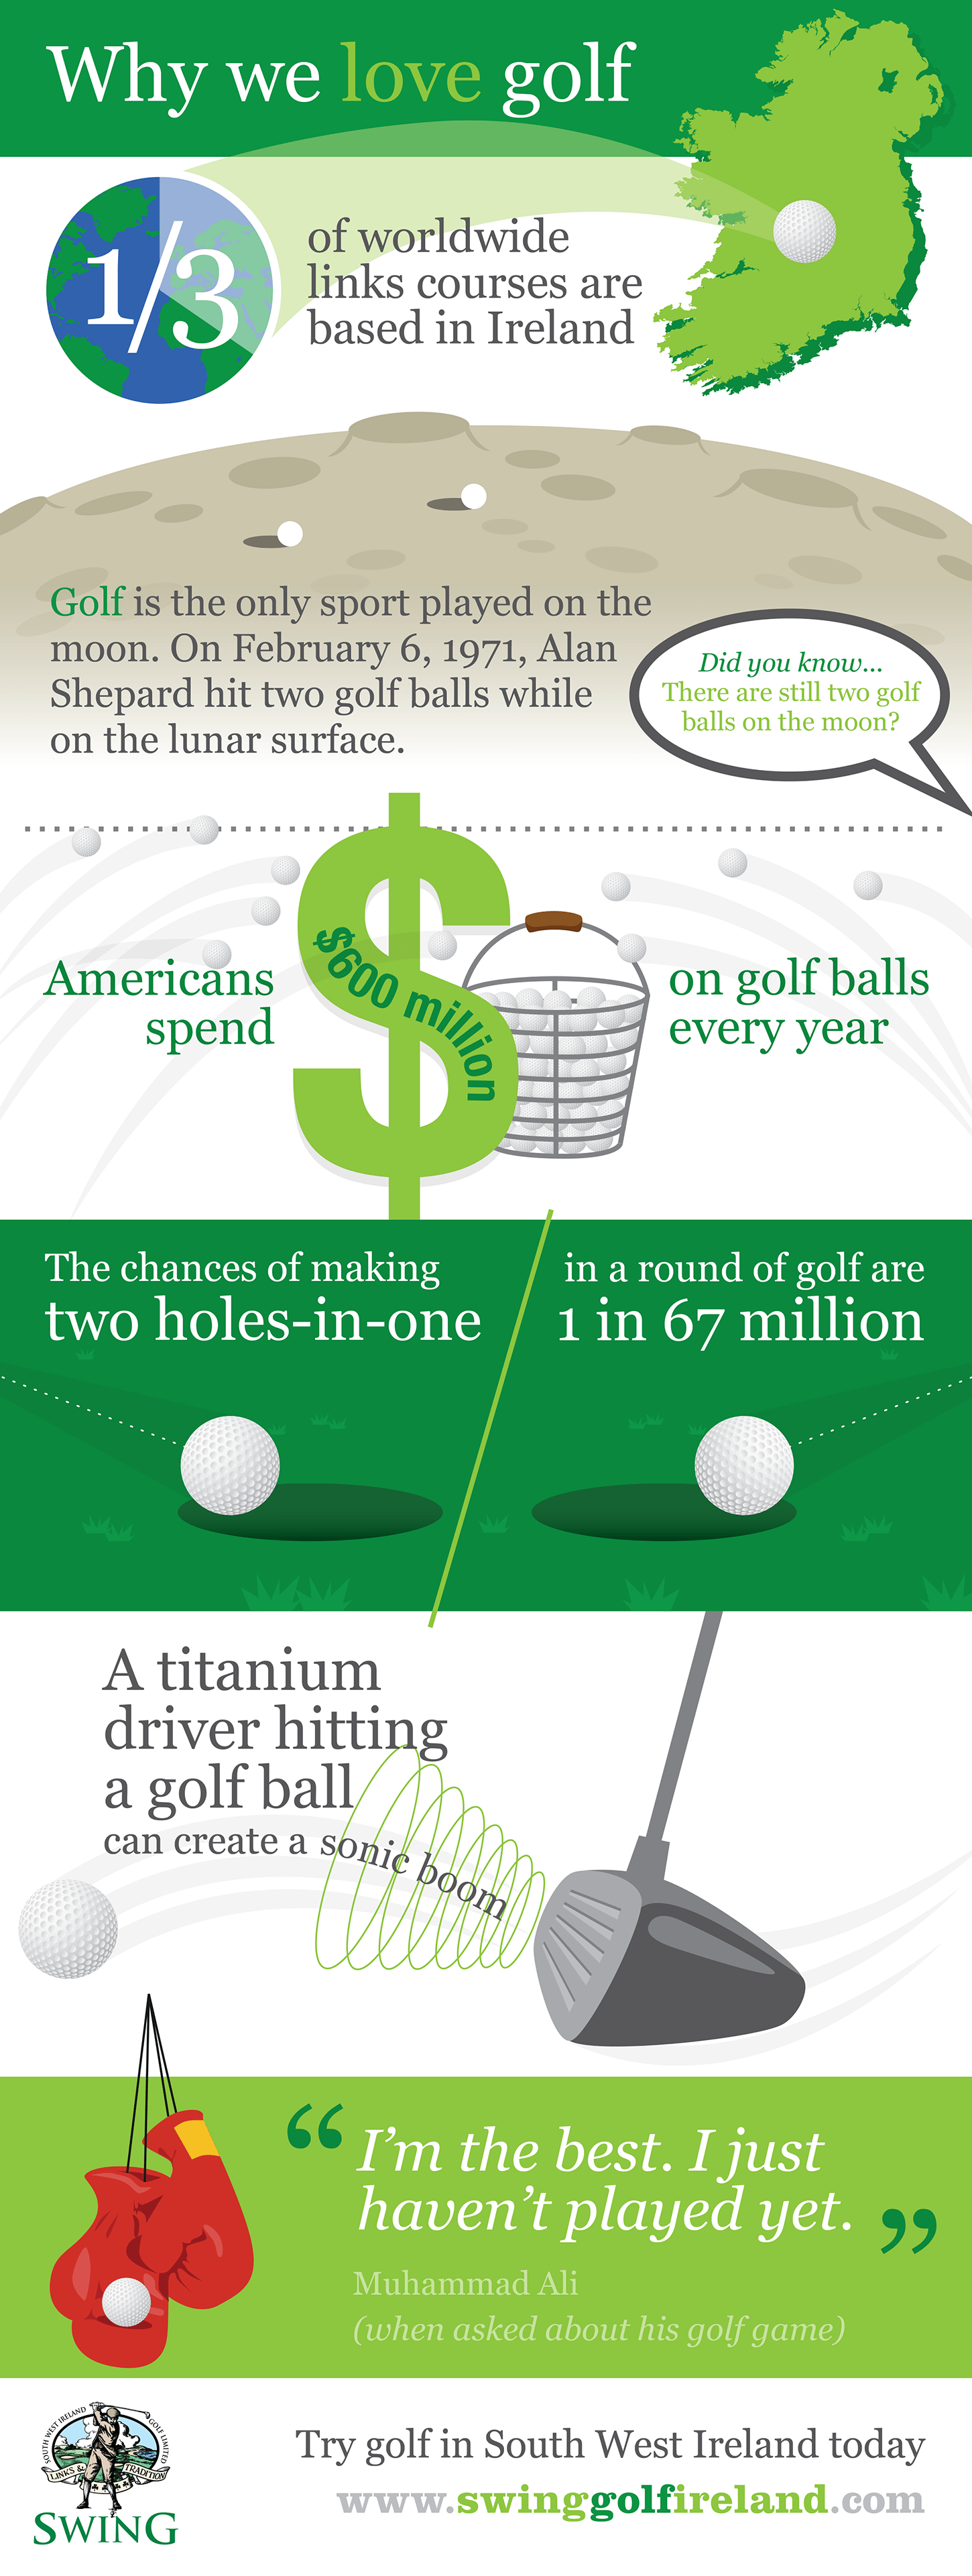 Why we love golf
1/3
of worldwide
links courses are
based in Ireland
Golf is the only sport played on the
moon. On February 6, 1971, Alan
Shepard hit two golf balls while
on the lunar surface.
Did you know...
There are still two golf
balls on the moon?
Americans
spend
$600 million
on golf balls
every year
The chances of making
two holes-in-one
in a round of golf are
1 in 67 million
A titanium
driver hitting
a golf ball
can create a sonic boom
“I’m the best. I just
haven’t played yet.”
Muhammad Ali
(when asked about his golf game)
SOUTH WEST IRELAND GOLF LIMITED
LINKS & TRADITION
SWING
Try golf in South West Ireland today
www.swinggolfireland.com